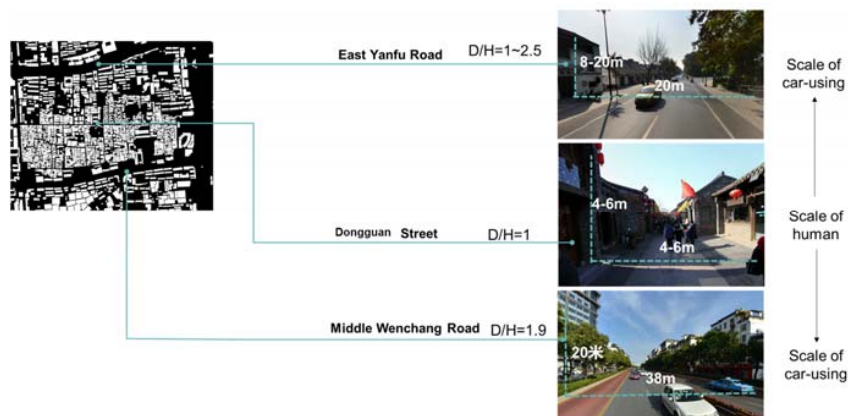 East Yanfu Road D/H=1~2.5
8-20m
20m
Scale of
car-using
Dongguan Street D/H=1
4-6m
4-6m
Scale of
human
Middle Wenchang Road D/H=1.9
20米
38m
Scale of
car-using